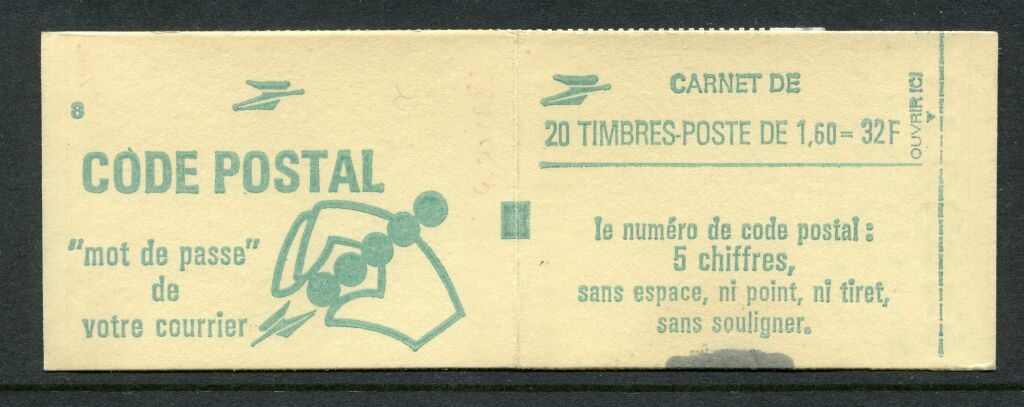 8
CODE POSTAL
"mot de passe"
de
votre courrier
CARNET DE
20 TIMBRES-POSTE DE 1,60 = 32F
OUVRIR ICI
le numéro de code postal :
5 chiffres,
sans espace, ni point, ni tiret,
sans souligner.